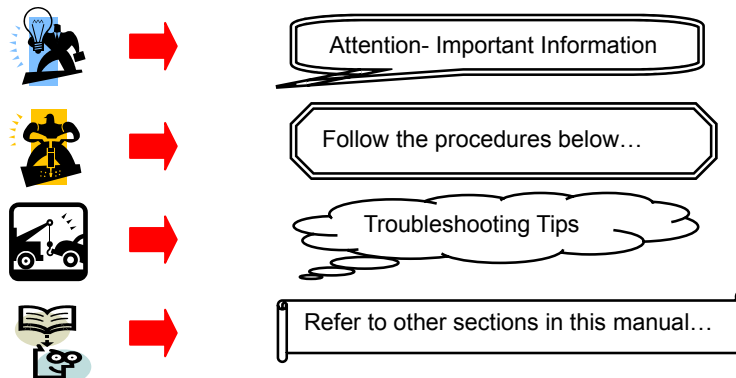 Attention- Important Information
Follow the procedures below…
Troubleshooting Tips
Refer to other sections in this manual…